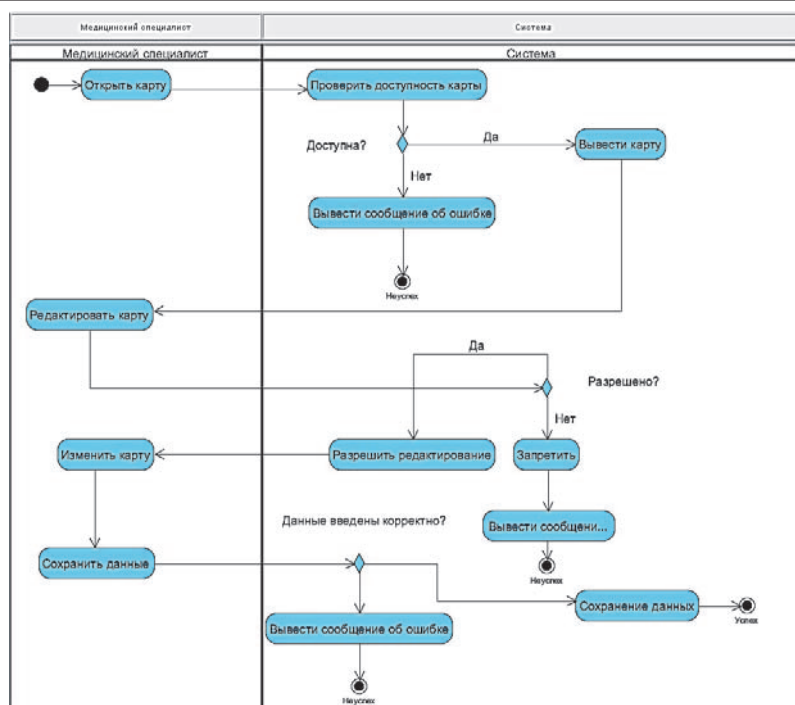 Медицинский специалист
Система
Медицинский специалист
Система
Открыть карту
Проверить доступность карты
Доступна?
Да
Вывести карту
Нет
Вывести сообщение об ошибке
Неуспех
Редактировать карту
Да
Разрешено?
Нет
Изменить карту
Разрешить редактирование
Запретить
Данные введены корректно?
Вывести сообщени...
Сохранить данные
Неуспех
Сохранение данных
Успех
Вывести сообщение об ошибке
Неуспех